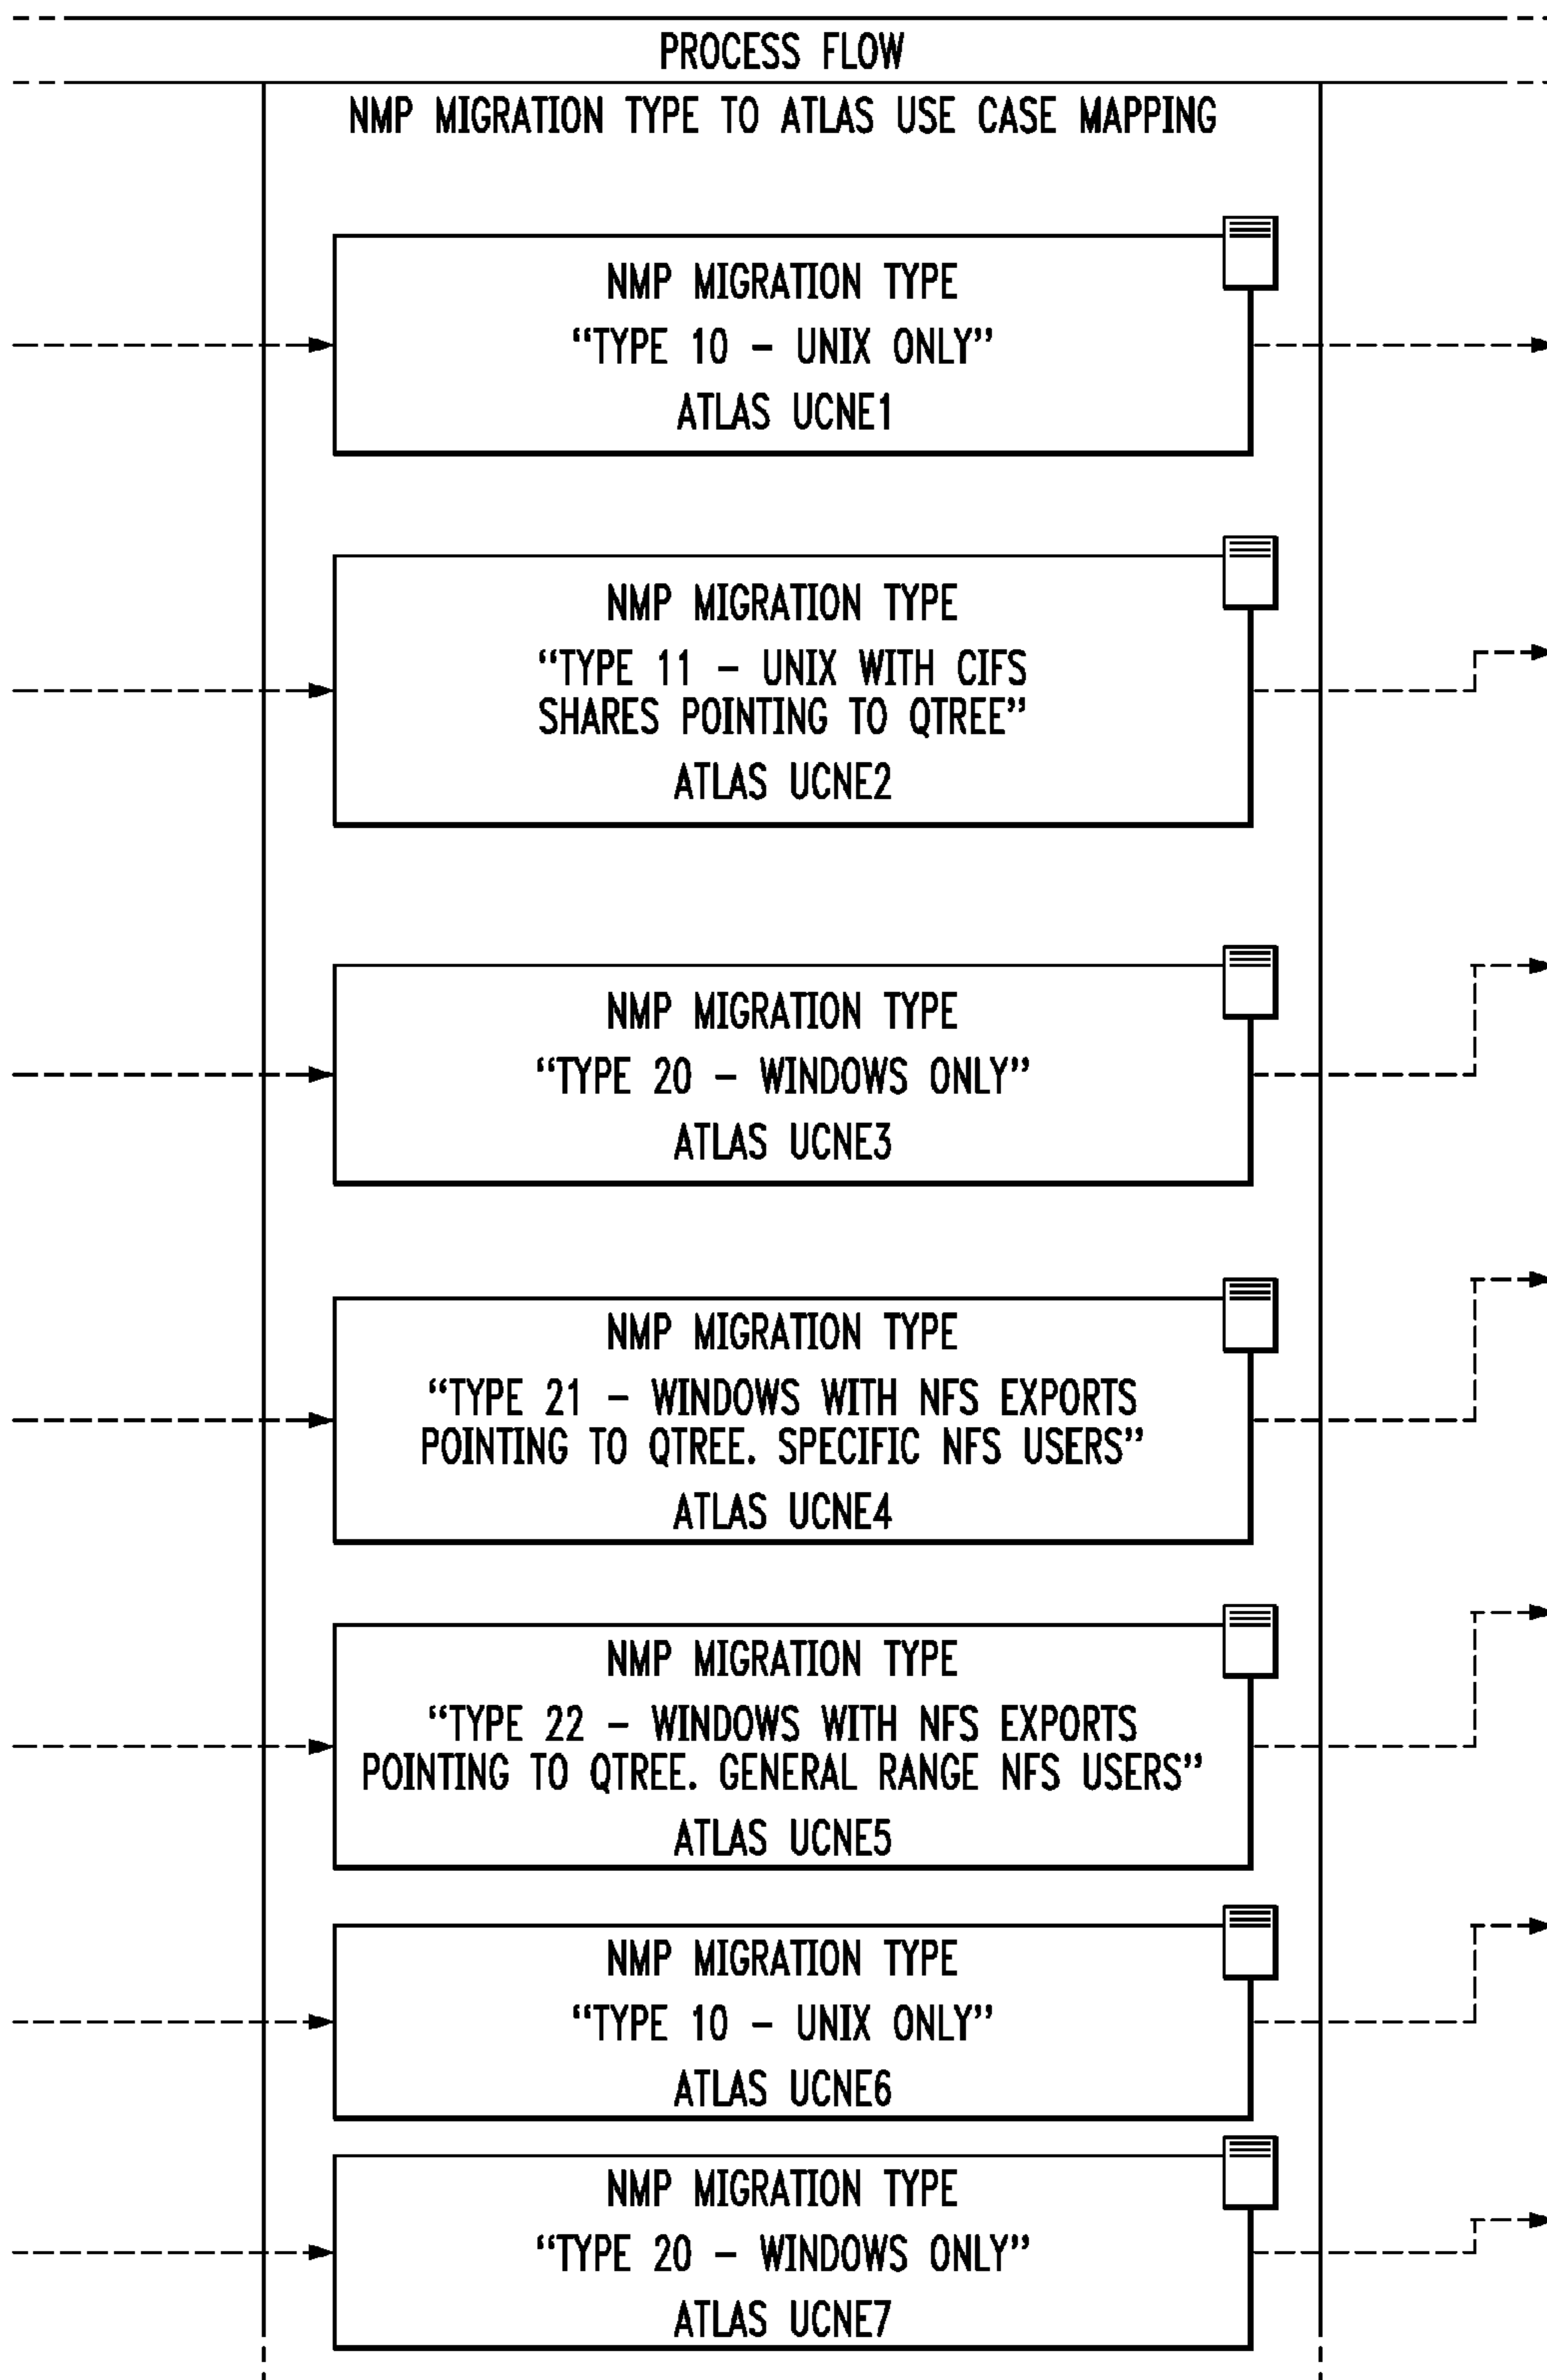 PROCESS FLOW
NMP MIGRATION TYPE TO ATLAS USE CASE MAPPING
NMP MIGRATION TYPE
“TYPE 10 – UNIX ONLY”
ATLAS UCNE1
NMP MIGRATION TYPE
“TYPE 11 – UNIX WITH CIFS
SHARES POINTING TO QTREE”
ATLAS UCNE2
NMP MIGRATION TYPE
“TYPE 20 – WINDOWS ONLY”
ATLAS UCNE3
NMP MIGRATION TYPE
“TYPE 21 – WINDOWS WITH NFS EXPORTS
POINTING TO QTREE. SPECIFIC NFS USERS”
ATLAS UCNE4
NMP MIGRATION TYPE
“TYPE 22 – WINDOWS WITH NFS EXPORTS
POINTING TO QTREE. GENERAL RANGE NFS USERS”
ATLAS UCNE5
NMP MIGRATION TYPE
“TYPE 10 – UNIX ONLY”
ATLAS UCNE6
NMP MIGRATION TYPE
“TYPE 20 – WINDOWS ONLY”
ATLAS UCNE7